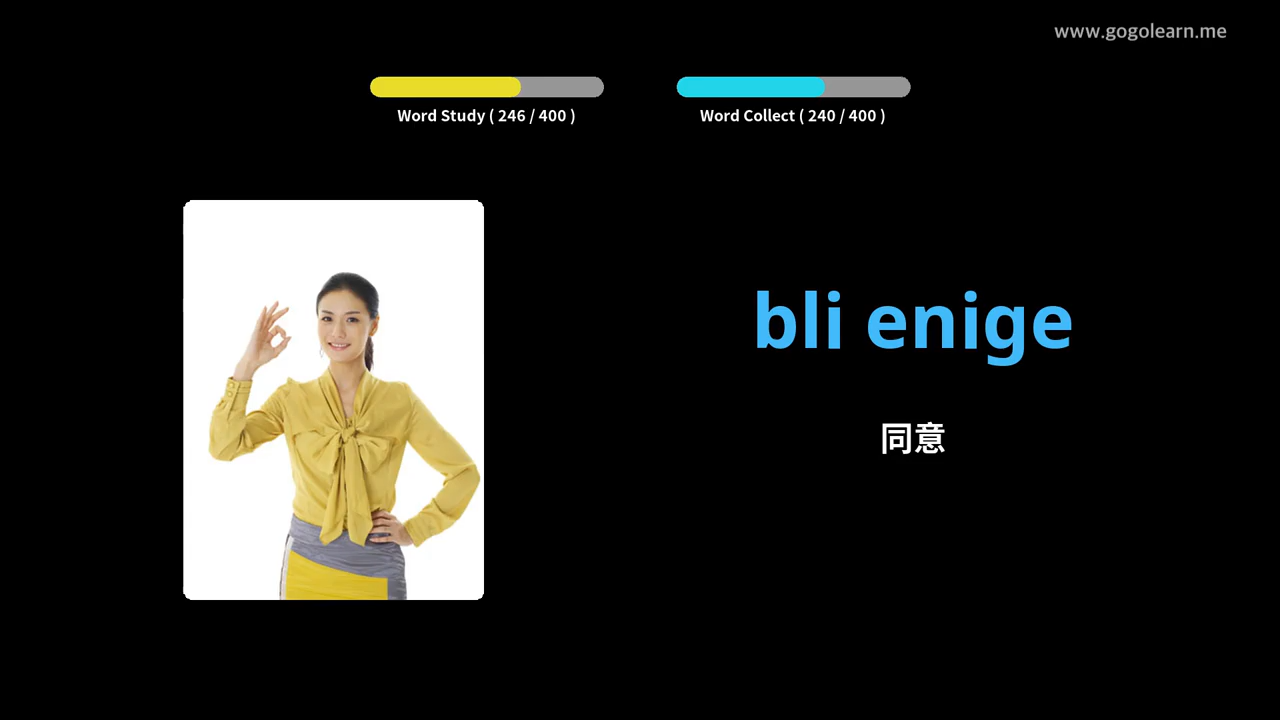 www.gogolearn.me
Word Study ( 246 / 400 )
Word Collect ( 240 / 400 )
bli enige
同意